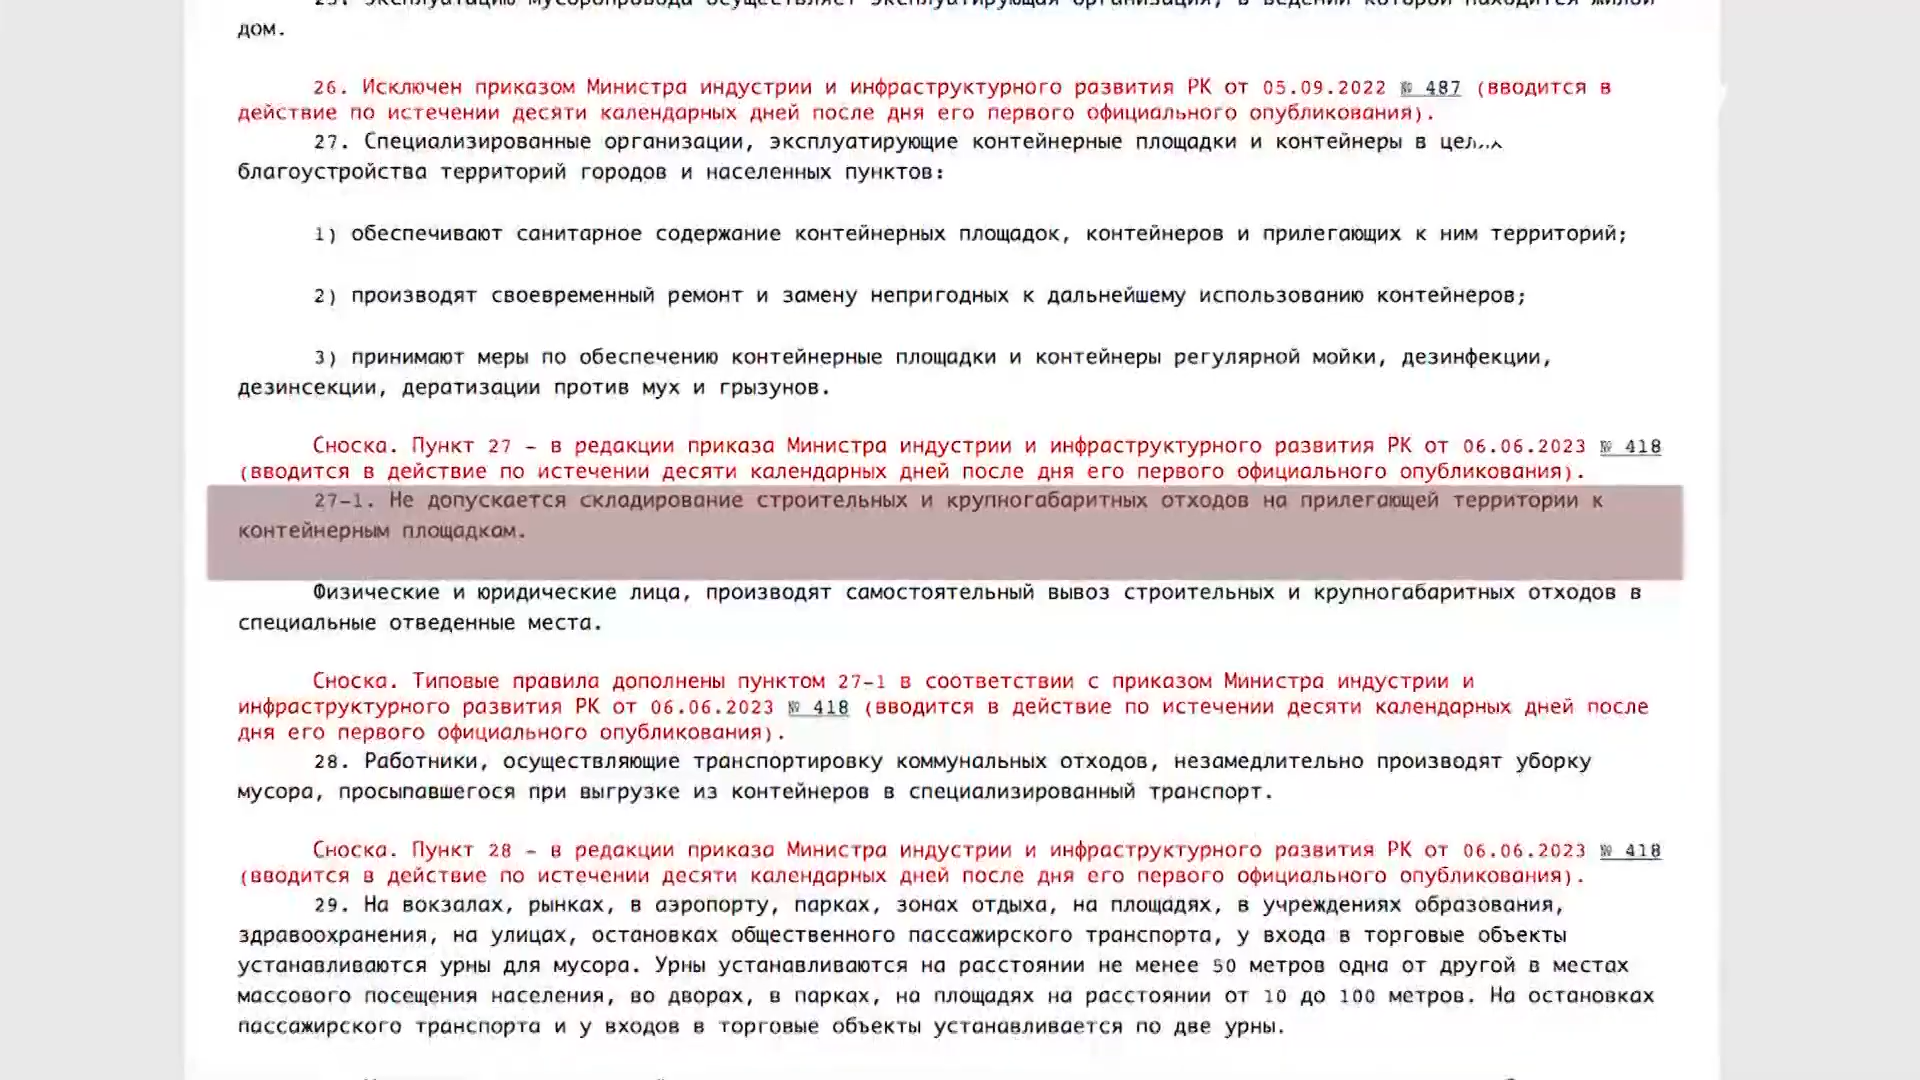 25. Эксплуатацию мусоропровода осуществляет эксплуатирующая организация, в ведении которой находится жилой
дом.
26. Исключен приказом Министра индустрии и инфраструктурного развития РК от 05.09.2022 № 487 (вводится в
действие по истечении десяти календарных дней после дня его первого официального опубликования).
27. Специализированные организации, эксплуатирующие контейнерные площадки и контейнеры в
благоустройства территорий городов и населенных пунктов:
1) обеспечивают санитарное содержание контейнерных площадок, контейнеров и прилегающих к ним территорий;
2) производят своевременный ремонт и замену непригодных к дальнейшему использованию контейнеров;
3) принимают меры по обеспечению контейнерные площадки и контейнеры регулярной мойки, дезинфекции,
дезинсекции, дератизации против мух и грызунов.
Сноска. Пункт 27 - в редакции приказа Министра индустрии и инфраструктурного развития РК от 06.06.2023 № 418
(вводится в действие по истечении десяти календарных дней после дня его первого официального опубликования).
27-1. Не допускается складирование строительных и крупногабаритных отходов на прилегающей территории к
контейнерным площадкам.
Физические и юридические лица, производят самостоятельный вывоз строительных и крупногабаритных отходов в
специальные отведенные места.
Сноска. Типовые правила дополнены пунктом 27-1 в соответствии с приказом Министра индустрии и
инфраструктурного развития РК от 06.06.2023 № 418 (вводится в действие по истечении десяти календарных дней после
дня его первого официального опубликования).
28. Работники, осуществляющие транспортировку коммунальных отходов, незамедлительно производят уборку
мусора, просыпавшегося при выгрузке из контейнеров в специализированный транспорт.
Сноска. Пункт 28 - в редакции приказа Министра индустрии и инфраструктурного развития РК от 06.06.2023 № 418
(вводится в действие по истечении десяти календарных дней после дня его первого официального опубликования).
29. На вокзалах, рынках, в аэропорту, парках, зонах отдыха, на площадях, в учреждениях образования,
здравоохранения, на улицах, остановках общественного пассажирского транспорта, у входа в торговые объекты
устанавливаются урны для мусора. Урны устанавливаются на расстоянии не менее 50 метров одна от другой в местах
массового посещения населения, во дворах, в парках, на площадях на расстоянии от 10 до 100 метров. На остановках
пассажирского транспорта и у входов в торговые объекты устанавливается по две урны.